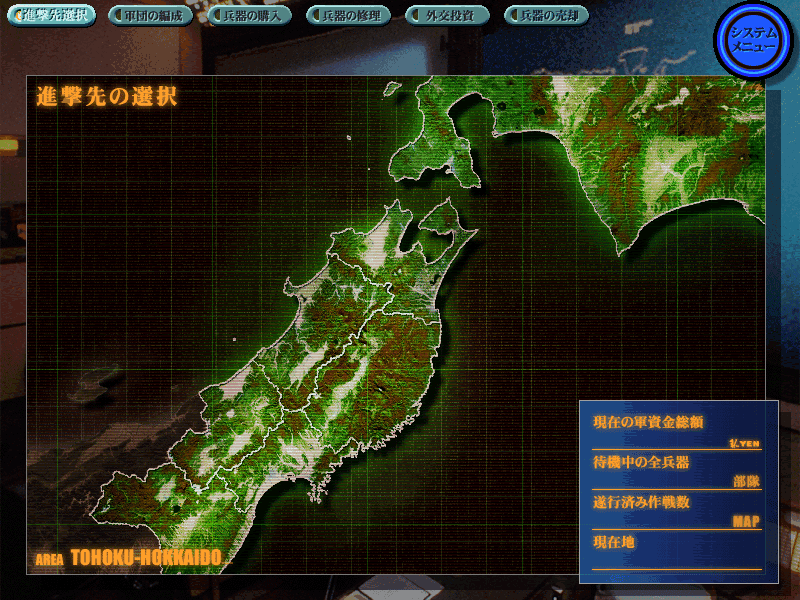 進撃先選択
軍団の編成
兵器の購入
兵器の修理
外交投資
兵器の売却
システム
メニュー
進撃先の選択
現在の軍資金総額
億YEN
待機中の全兵器
部隊
遂行済み作戦数
MAP
現在地
AREA TOHOKU-HOKKAIDO